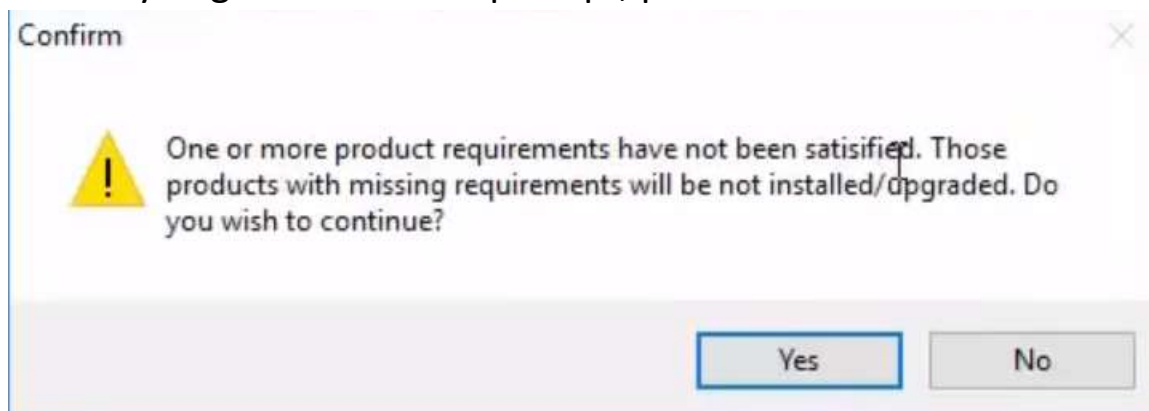 Confirm
One or more product requirements have not been satisified. Those
products with missing requirements will be not installed/upgraded. Do
you wish to continue?
Yes
No